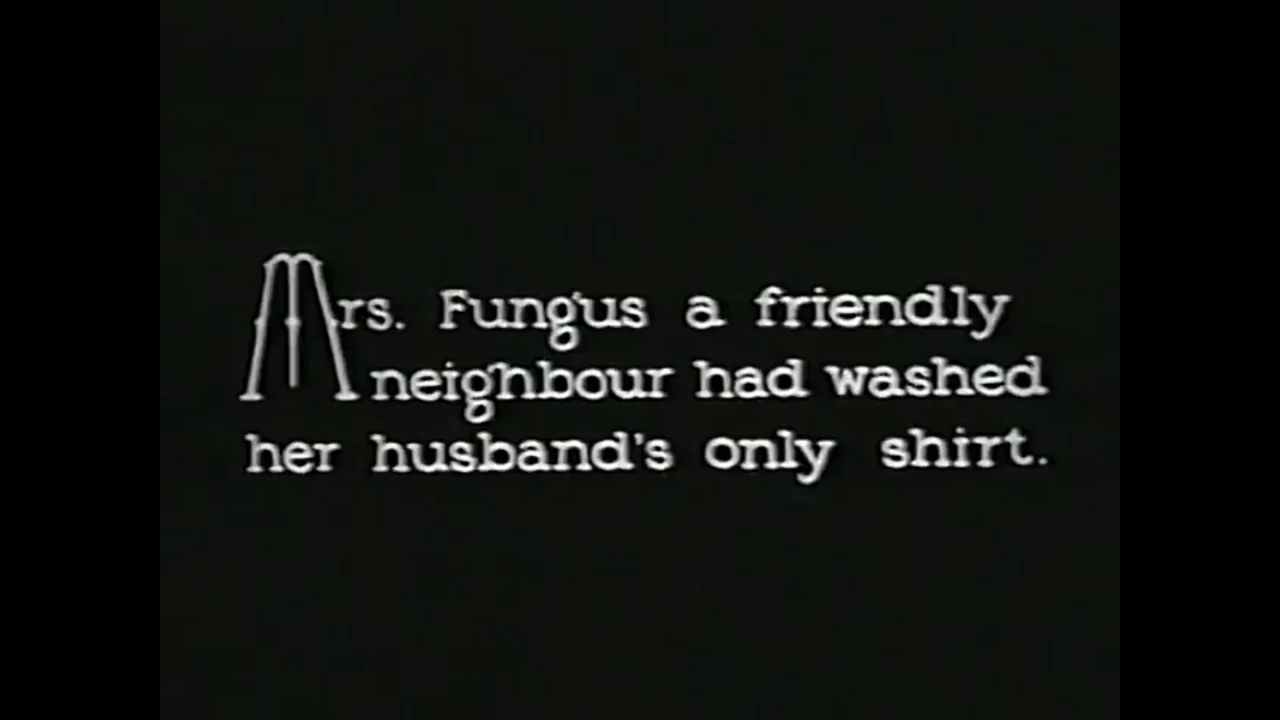 Mrs. Fungus a friendly
neighbour had washed
her husband's only shirt.